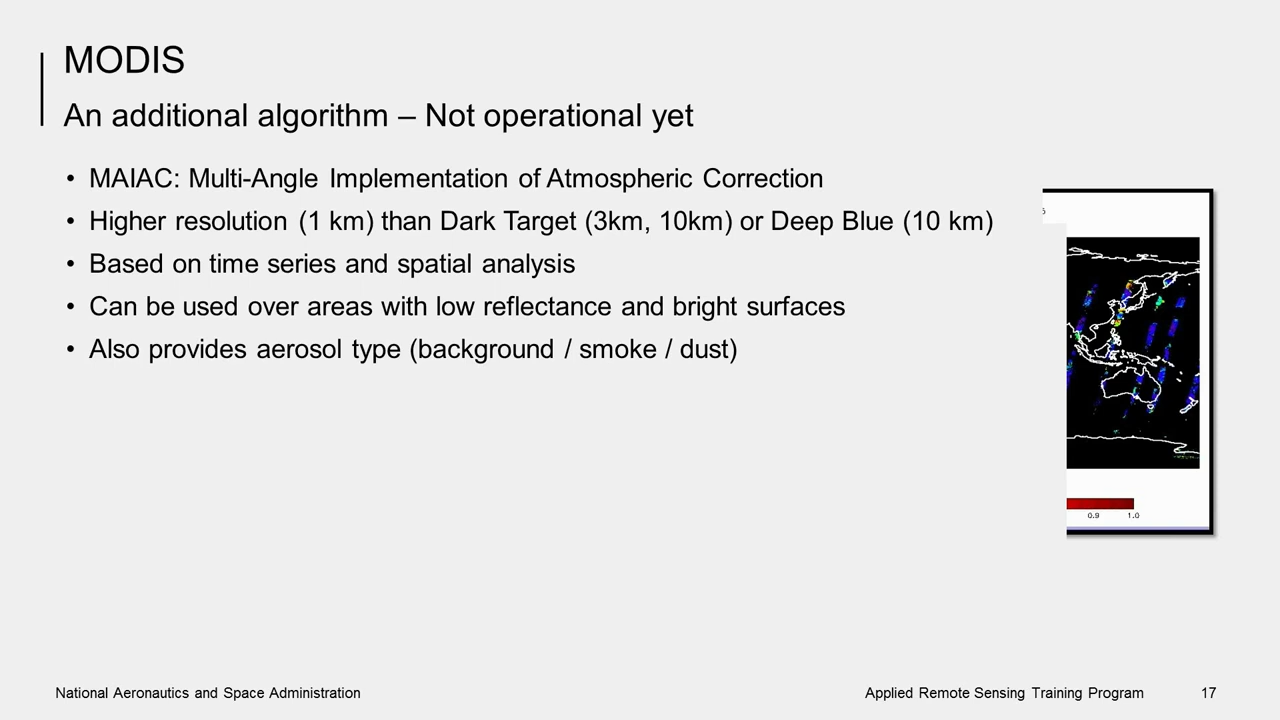 MODIS
An additional algorithm – Not operational yet
• MAIAC: Multi-Angle Implementation of Atmospheric Correction
• Higher resolution (1 km) than Dark Target (3km, 10km) or Deep Blue (10 km)
• Based on time series and spatial analysis
• Can be used over areas with low reflectance and bright surfaces
• Also provides aerosol type (background / smoke / dust)
0.9 1.0
National Aeronautics and Space Administration Applied Remote Sensing Training Program 17